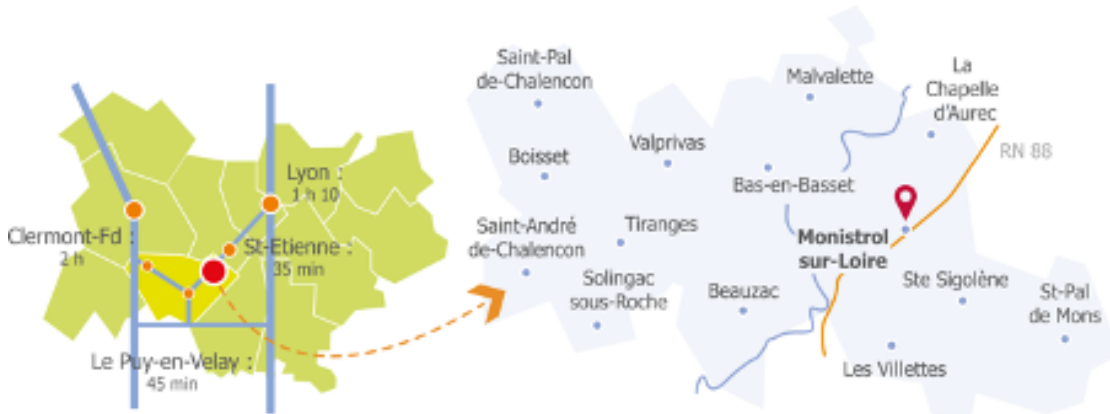 Lyon :
1 h 10
Clermont-Fd :
2 h
St-Etienne :
35 min
Le Puy-en-Velay :
45 min
Saint-Pal
de-Chalencon
Malvalette
La
Chapelle
d'Aurec
RN 88
Boisset
Valprivas
Bas-en-Basset
Saint-André
de-Chalencon
Tiranges
Monistrol
sur-Loire
Solingac
sous-Roche
Beauzac
Ste Sigolène
St-Pal
de Mons
Les Villettes